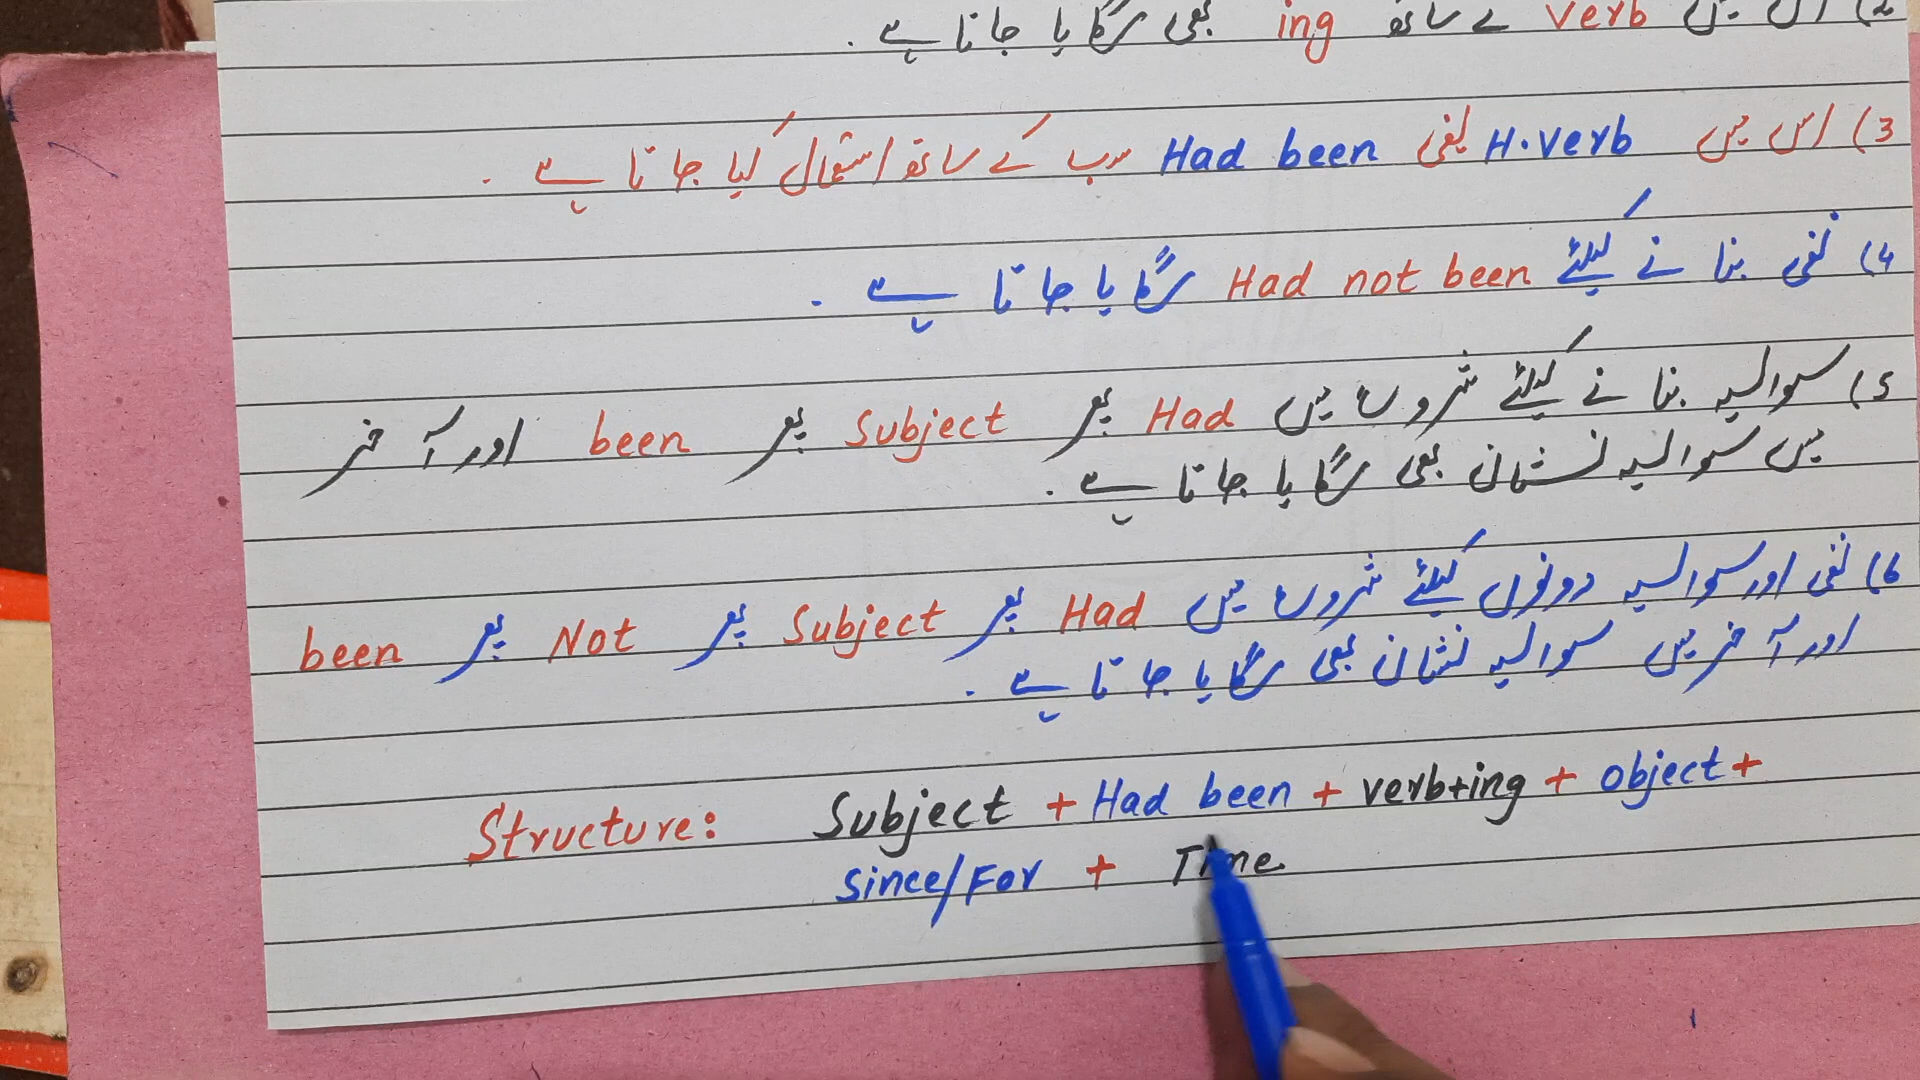 2) اس میں verb کے ساتھ ing بھی لگایا جاتا ہے۔
3) اس میں H.verb یعنی Had been سب کے ساتھ استعمال کیا جاتا ہے۔
4) نفی بنانے کیلئے Had not been لگایا جاتا ہے۔
5) سوالیہ بنانے کیلئے شروع میں Had پھر Subject پھر been اور آخر
میں سوالیہ نشان بھی لگایا جاتا ہے۔
6) نفی اور سوالیہ دونوں کیلئے شروع میں Had پھر Subject پھر Not پھر been
اور آخر میں سوالیہ نشان بھی لگایا جاتا ہے۔
Structure: Subject + Had been + verb+ing + object +
Since/For + Time